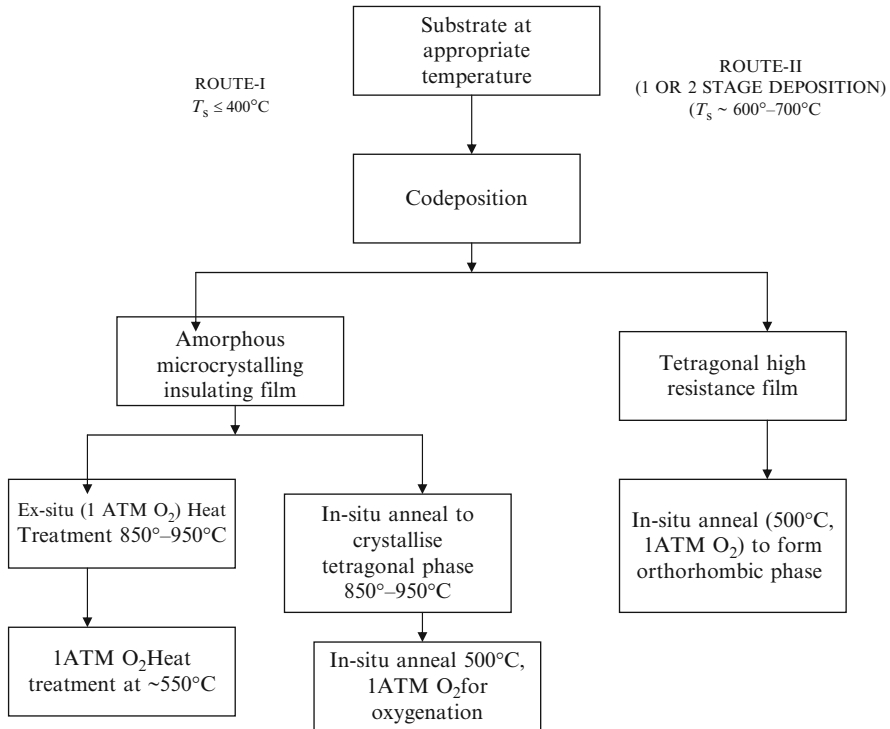 Substrate at
appropriate
temperature
ROUTE-I
T_s ≤ 400°C
ROUTE-II
(1 OR 2 STAGE DEPOSITION)
(T_s ~ 600°–700°C
Codeposition
Amorphous
microcrystalling
insulating film
Tetragonal high
resistance film
Ex-situ (1 ATM O₂) Heat
Treatment 850°–950°C
In-situ anneal to
crystallise
tetragonal phase
850°–950°C
In-situ anneal (500°C,
1ATM O₂) to form
orthorhombic phase
1ATM O₂Heat
treatment at ~550°C
In-situ anneal 500°C,
1ATM O₂for
oxygenation